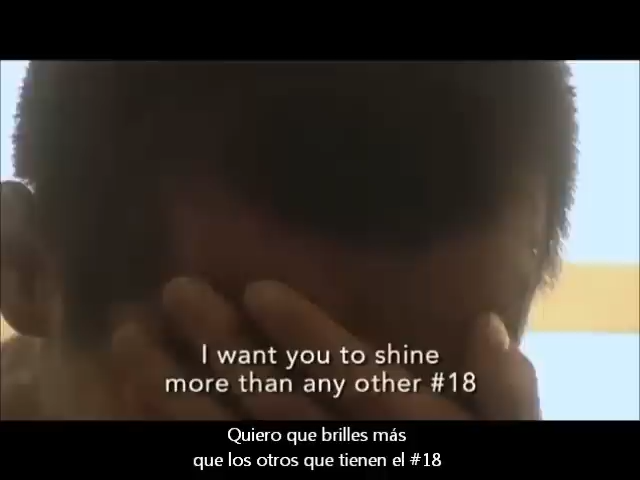 I want you to shine
more than any other #18
Quiero que brilles más
que los otros que tienen el #18